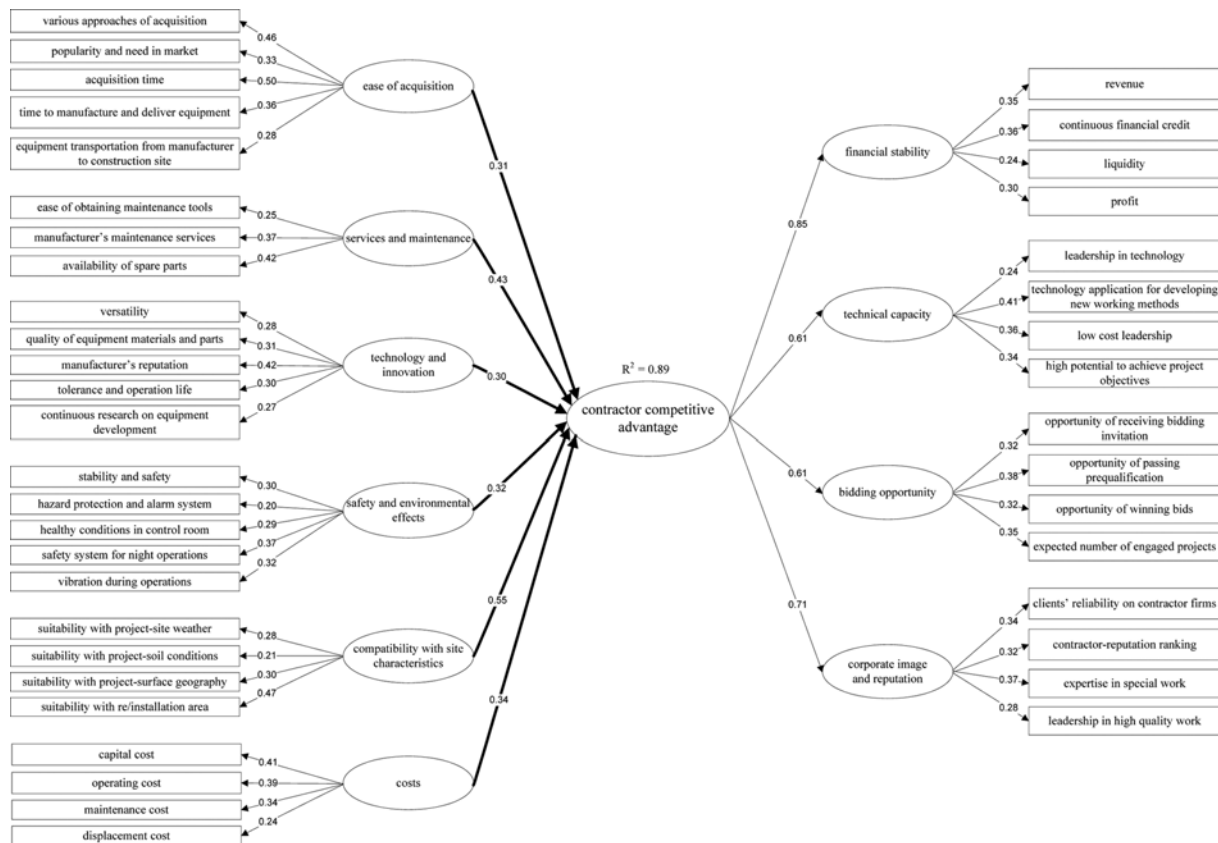 various approaches of acquisition
0.46
popularity and need in market
0.33
acquisition time
0.50
time to manufacture and deliver equipment
0.36
equipment transportation from manufacturer
to construction site
0.28
ease of acquisition
0.31
ease of obtaining maintenance tools
0.25
manufacturer's maintenance services
0.37
availability of spare parts
0.42
services and maintenance
0.43
versatility
0.28
quality of equipment materials and parts
0.31
manufacturer's reputation
0.42
tolerance and operation life
0.30
continuous research on equipment
development
0.27
technology and
innovation
0.30
stability and safety
0.30
hazard protection and alarm system
0.20
healthy conditions in control room
0.29
safety system for night operations
0.37
vibration during operations
0.32
safety and environmental
effects
0.32
suitability with project-site weather
0.28
suitability with project-soil conditions
0.21
suitability with project-surface geography
0.30
suitability with re/installation area
0.47
compatibility with site
characteristics
0.55
capital cost
0.41
operating cost
0.39
maintenance cost
0.34
displacement cost
0.24
costs
0.34
R² = 0.89
contractor competitive
advantage
0.85
financial stability
0.35
revenue
0.36
continuous financial credit
0.24
liquidity
0.30
profit
0.61
technical capacity
0.24
leadership in technology
0.41
technology application for developing
new working methods
0.36
low cost leadership
0.34
high potential to achieve project
objectives
0.61
bidding opportunity
0.32
opportunity of receiving bidding
invitation
0.38
opportunity of passing
prequalification
0.32
opportunity of winning bids
0.35
expected number of engaged projects
0.71
corporate image
and reputation
0.34
clients' reliability on contractor firms
0.32
contractor-reputation ranking
0.37
expertise in special work
0.28
leadership in high quality work